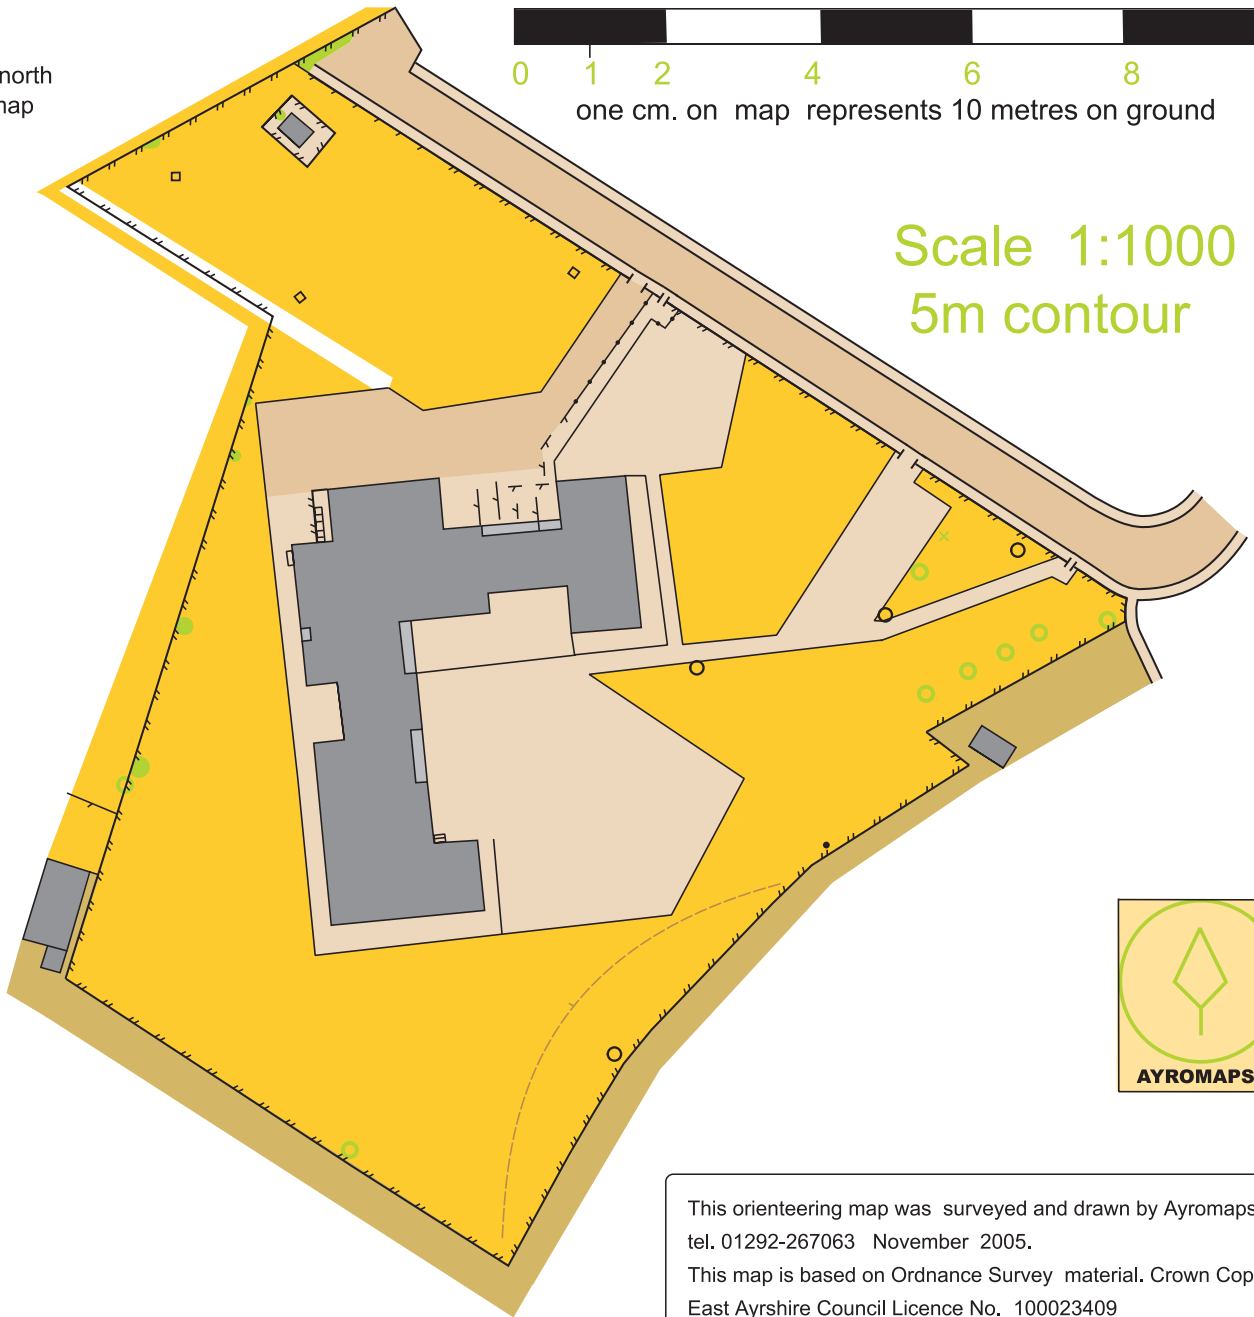 north
map
0 1 2 4 6 8
one cm. on map represents 10 metres on ground
Scale 1:1000
5m contour
AYROMAPS
This orienteering map was surveyed and drawn by Ayromaps
tel. 01292-267063 November 2005.
This map is based on Ordnance Survey material. Crown Cop
East Ayrshire Council Licence No. 100023409